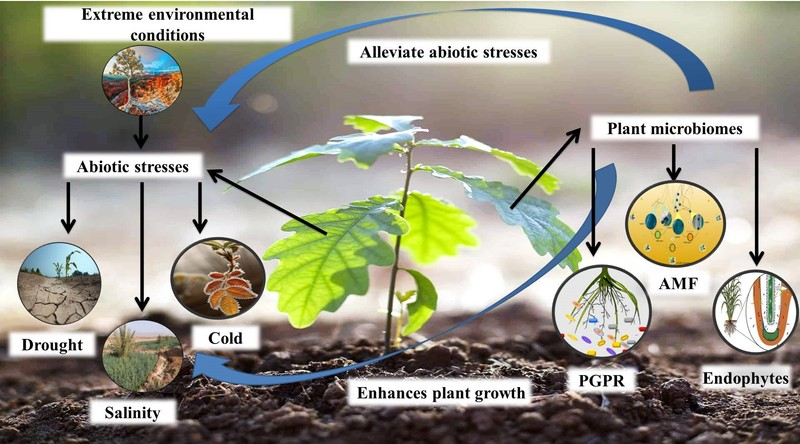 Extreme environmental
conditions
Alleviate abiotic stresses
Plant microbiomes
Abiotic stresses
AMF
Drought
Cold
PGPR
Endophytes
Salinity
Enhances plant growth